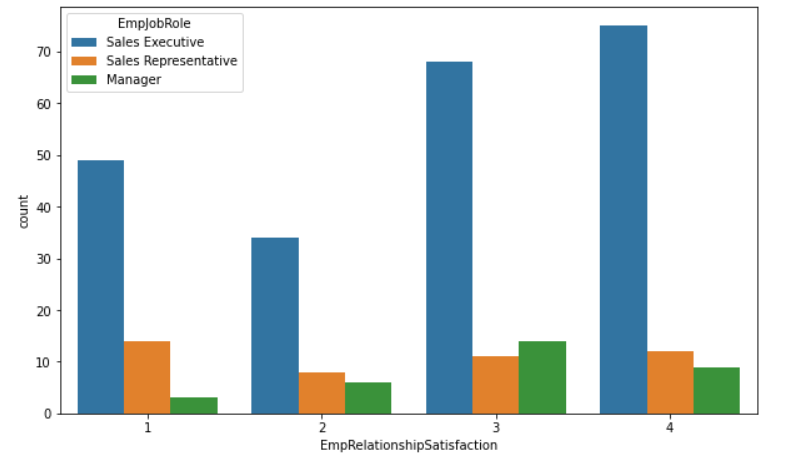 EmpJobRole
Sales Executive
Sales Representative
Manager
70
60
50
40
30
20
10
0
count
1 2 3 4
EmpRelationshipSatisfaction